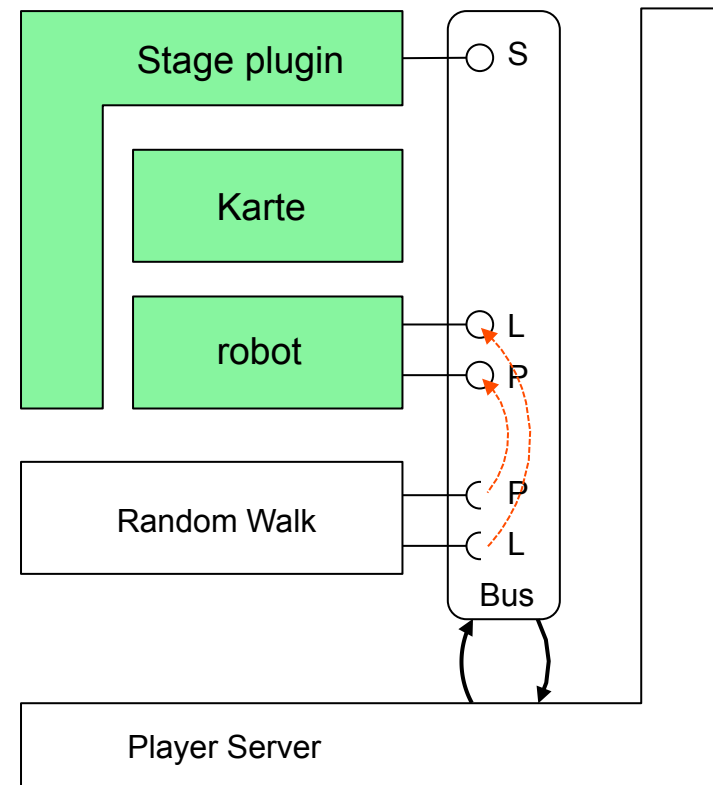 Stage plugin
S
Karte
L
robot
P
P
Random Walk
L
Bus
Player Server